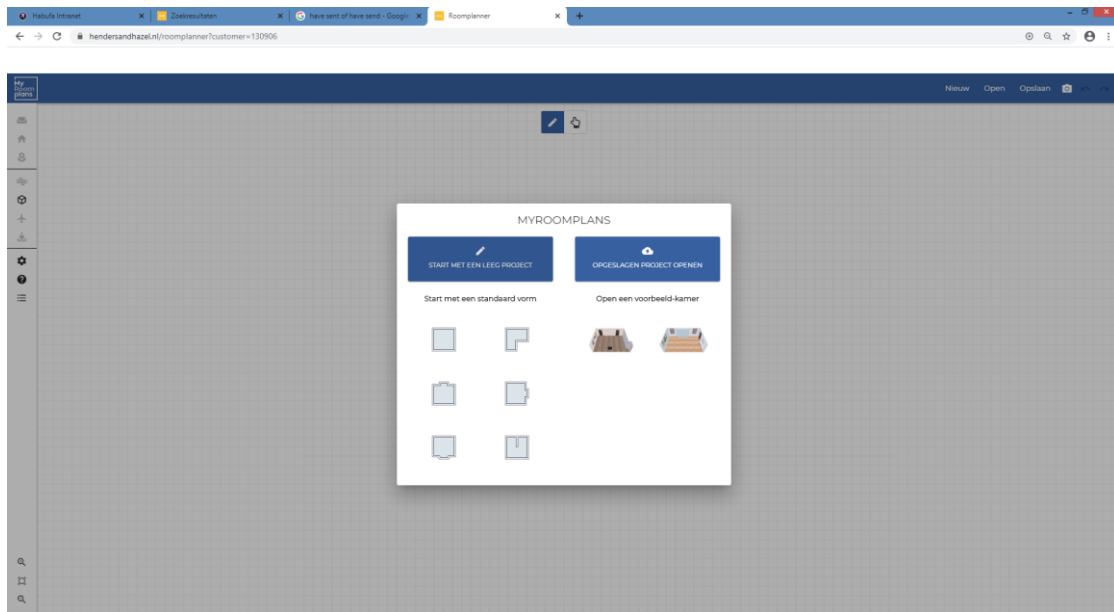 Habufa Intranet
Zoekresultaten
have sent of have send - Google
Roomplanner
hendersandhazel.nl/roomplanner?customer=130906
My
Room
plans
Nieuw Open Opslaan
MYROOMPLANS
START MET EEN LEEG PROJECT
OPGESLAGEN PROJECT OPENEN
Start met een standaard vorm
Open een voorbeeld-kamer